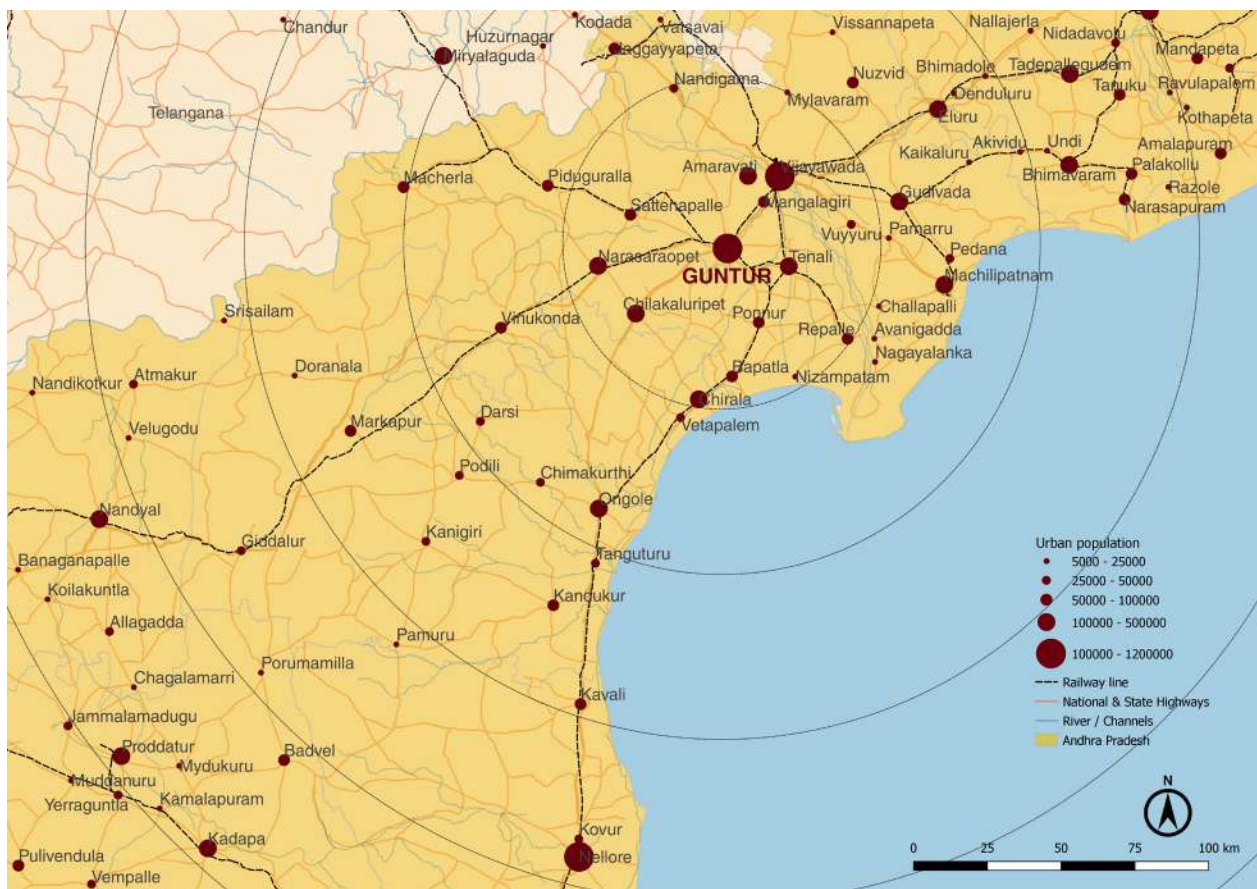 Chandur
Kodada
Vatsavai
Vissannapeta
Nallajerla
Huzurnagar
Miryalaguda
Jaggayyapeta
Nidadavolu
Mandapeta
Nandigama
Nuzvid
Bhimadole
Tadepallegudem
Telangana
Mylavaram
Denduluru
Tanuku
Ravulapalem
Eluru
Kothapeta
Amaravati
Vijayawada
Kaikaluru
Akividu
Undi
Amalapuram
Macherla
Piduguralla
Bhimavaram
Palakollu
Razole
Sattenapalle
Mangalagiri
Gudivada
Narasapuram
Vuyyuru
Pamarru
Narasaraopet
GUNTUR
Tenali
Pedana
Machilipatnam
Srisailam
Chilakaluripet
Challapalli
Vinukonda
Ponnur
Repalle
Avanigadda
Nagayalanka
Nandikotkur
Atmakur
Doranala
Bapatla
Nizampatam
Chirala
Velugodu
Markapur
Darsi
Vetapalem
Podili
Chimakurthi
Nandyal
Ongole
Giddalur
Kanigiri
Tanguturu
Banaganapalle
Koilakuntla
Kandukur
Allagadda
Pamuru
Chagalamarri
Porumamilla
Jammalamadugu
Kavali
Proddatur
Mydukuru
Badvel
Muddanuru
Yerraguntla
Kamalapuram
Kadapa
Kovur
Nellore
Pulivendula
Vempalle
Urban population
5000 - 25000
25000 - 50000
50000 - 100000
100000 - 500000
100000 - 1200000
Railway line
National & State Highways
River / Channels
Andhra Pradesh
N
0 25 50 75 100 km